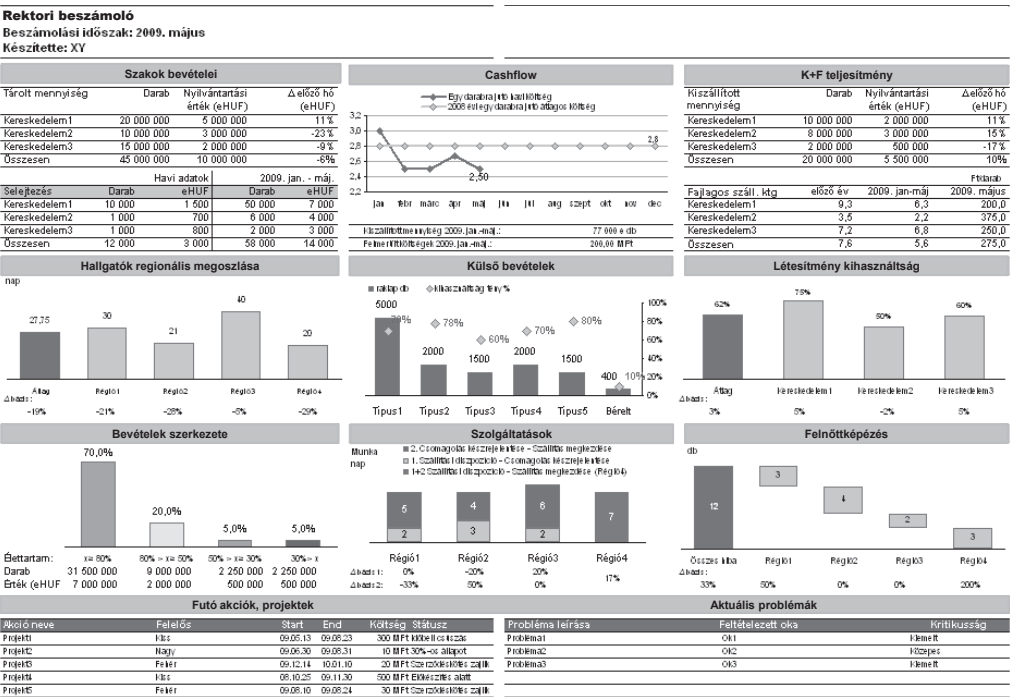 Rektori beszámoló
Beszámolási időszak: 2009. május
Készítette: XY
Szakok bevételei
Tárolt mennyiség Darab Nyilvántartási érték (eHUF) Δ előző hó (eHUF)
Kereskedelem1 20 000 000 5 000 000 11%
Kereskedelem2 10 000 000 3 000 000 -23%
Kereskedelem3 15 000 000 2 000 000 -9%
Összesen 45 000 000 10 000 000 -6%
Havi adatok 2009. jan. - máj.
Selejtezés Darab eHUF Darab eHUF
Kereskedelem1 10 000 1 500 50 000 7 000
Kereskedelem2 1 000 700 6 000 4 000
Kereskedelem3 1 000 800 2 000 3 000
Összesen 12 000 3 000 58 000 14 000
Cashflow
Egy darabra jutó havi költség
2008 évi egy darabra jutó átlagos költség
3,2
3,0
2,8
2,6
2,4
2,2
2,8
2,50
jan febr márc ápr máj jún júl aug szept okt nov dec
Kiszállított mennyiség 2009. jan.-máj.: 77 000 e db
Felmerült költségek 2009. jan.-máj.: 200,00 MFt
K+F teljesítmény
Kiszállított mennyiség Darab Nyilvántartási érték (eHUF) Δ előző hó (eHUF)
Kereskedelem1 10 000 000 2 000 000 11%
Kereskedelem2 8 000 000 3 000 000 15%
Kereskedelem3 2 000 000 500 000 -17%
Összesen 20 000 000 5 500 000 10%
Ft/darab
Fajlagos száll. ktg előző év 2009. jan-máj 2009. május
Kereskedelem1 9,3 6,3 200,0
Kereskedelem2 3,5 2,2 375,0
Kereskedelem3 7,2 6,8 250,0
Összesen 7,6 5,6 275,0
Hallgatók regionális megoszlása
nap
27,75 30 21 40 20
Átlag Régió1 Régió2 Régió3 Régió4
Δ bázis:
-19% -21% -28% -5% -29%
Külső bevételek
raklap db kihasználtság fény %
5000 2000 1500 2000 1500 400
70% 78% 60% 70% 80% 10%
100%
80%
60%
40%
20%
0%
Tipus1 Tipus2 Tipus3 Tipus4 Tipus5 Bérelt
Létesítmény kihasználtság
62% 75% 50% 60%
Átlag Kereskedelem1 Kereskedelem2 Kereskedelem3
Δ bázis:
3% 5% -2% 5%
Bevételek szerkezete
70,0% 20,0% 5,0% 5,0%
Élettartam: x≥ 80% 80% > x≥ 50% 50% > x≥ 30% 30%> x
Darab 31 500 000 9 000 000 2 250 000 2 250 000
Érték (eHUF 7 000 000 2 000 000 500 000 500 000
Szolgáltatások
Munka nap
2. Csomagolás készrejelentése - Szállítás megkezdése
1. Szállítási diszpozíció - Csomagolás készrejelentése
1+2 Szállítási diszpozíció - Szállítás megkezdése (Régió4)
5 4 6 7
2 3 2
Régió1 Régió2 Régió3 Régió4
Δ bázis 1: 0% -20% 20%
17%
Δ bázis 2: -33% 50% 0%
Felnőttképzés
db
12 3 4 2 3
Összes hiba Régió1 Régió2 Régió3 Régió4
Δ bázis:
33% 50% 0% 0% 200%
Futó akciók, projektek
Akció neve Felelős Start End Költség Státusz
Projekt1 Kiss 09.05.13 09.08.23 300 MFt Időbeli csúszás
Projekt2 Nagy 09.06.30 09.08.31 10 MFt 30%-os állapot
Projekt3 Fehér 09.12.14 10.01.10 20 MFt Szerződéskötés zajlik
Projekt4 Kiss 08.10.25 09.11.30 500 MFt Előkészítés alatt
Projekt5 Fehér 09.08.10 09.08.24 30 MFt Szerződéskötés zajlik
Aktuális problémák
Probléma leírása Feltételezett oka Kritikusság
Probléma1 Ok1 Kiemelt
Probléma2 Ok2 Közepes
Probléma3 Ok3 Kiemelt